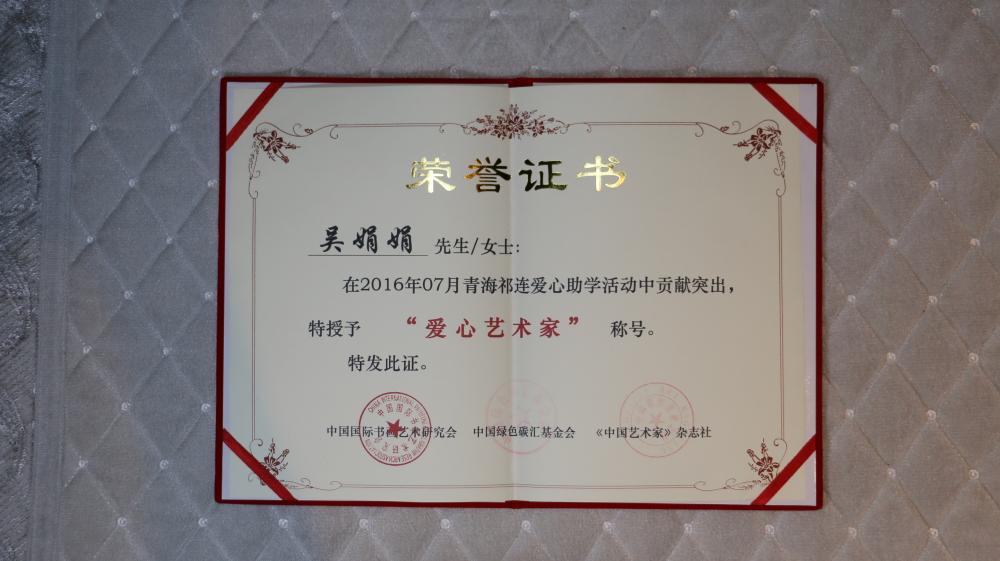 荣誉证书
吴娟娟 先生/女士:
在2016年07月青海祁连爱心助学活动中贡献突出，
特授予 “爱心艺术家” 称号。
特发此证。
中国国际书画艺术研究会 中国绿色碳汇基金会 《中国艺术家》杂志社